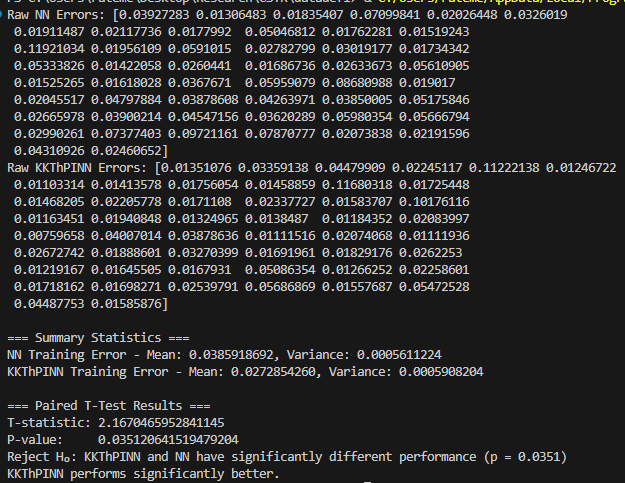 Raw NN Errors: [0.03927283 0.01306483 0.01835407 0.07099841 0.02026448 0.0326019
0.01911487 0.02117736 0.0177992  0.05046812 0.01762281 0.01519243
0.11921034 0.01956109 0.0591015  0.02782799 0.03019177 0.01734342
0.05333826 0.01422058 0.0260441  0.01686736 0.02633673 0.05610905
0.01525265 0.01618028 0.0367671  0.05959079 0.08680988 0.019017
0.02045517 0.04797884 0.03878608 0.04263971 0.03850005 0.05175846
0.02665978 0.03900214 0.04547156 0.03620289 0.05980354 0.05666794
0.02990261 0.07377403 0.09721161 0.07870777 0.02073838 0.02191596
0.04310926 0.02460652]
Raw KKThPINN Errors: [0.01351076 0.03359138 0.04479909 0.02245117 0.11222138 0.01246722
0.01103314 0.01413578 0.01756054 0.01458859 0.11680318 0.01725448
0.01468205 0.02205778 0.0171108  0.02337727 0.01583707 0.10176116
0.01163451 0.01940848 0.01324965 0.0138487  0.01184352 0.02083997
0.00759658 0.04007014 0.03878636 0.01111516 0.02074068 0.01111936
0.02672742 0.01888601 0.03270399 0.01691961 0.01829176 0.0262253
0.01219167 0.01645505 0.0167931  0.05086354 0.01266252 0.02258601
0.01718162 0.01698271 0.02539791 0.05686869 0.01557687 0.05472528
0.04487753 0.01585876]
=== Summary Statistics ===
NN Training Error - Mean: 0.0385918692, Variance: 0.0005611224
KKThPINN Training Error - Mean: 0.0272854260, Variance: 0.0005908204
=== Paired T-Test Results ===
T-statistic: 2.1670465952841145
P-value:     0.035120641519479204
Reject H₀: KKThPINN and NN have significantly different performance (p = 0.0351)
KKThPINN performs significantly better.